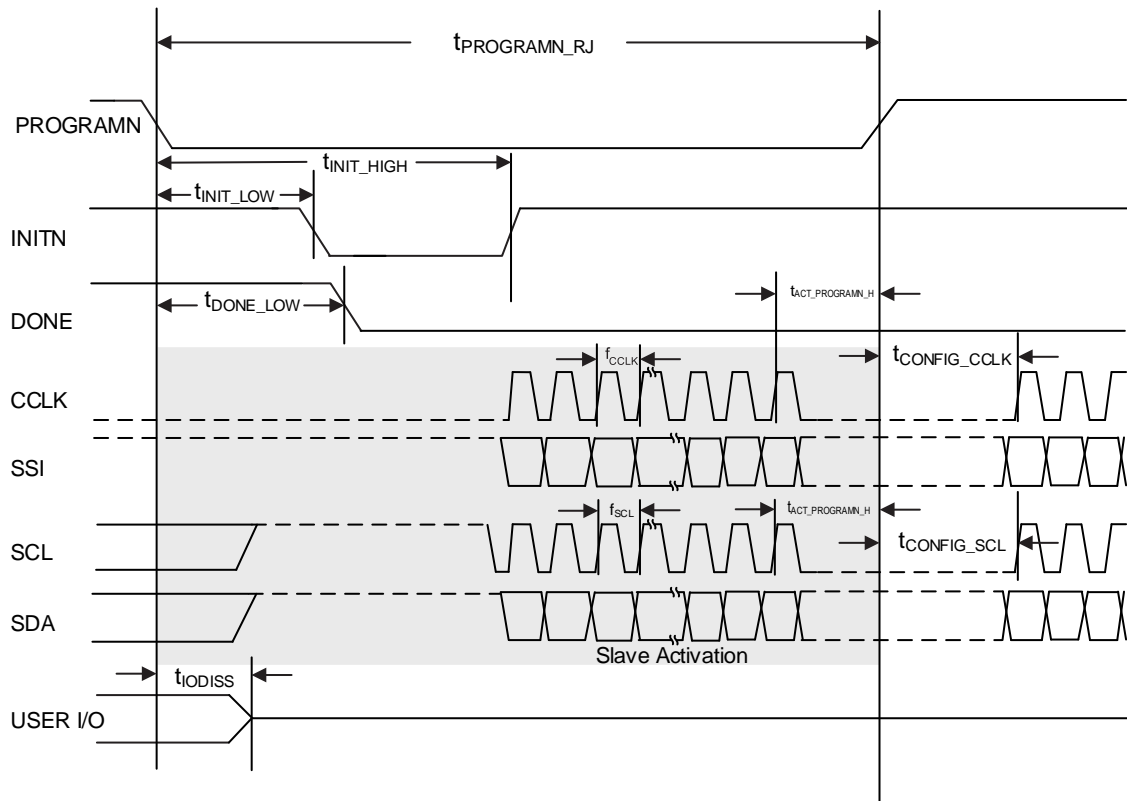 tPROGRAMN_RJ
PROGRAMN
tINIT_HIGH
tINIT_LOW
INITN
tDONE_LOW
tACT_PROGRAMN_H
DONE
fCCLK
tCONFIG_CCLK
CCLK
SSI
fSCL
tACT_PROGRAMN_H
tCONFIG_SCL
SCL
SDA
Slave Activation
tIODISS
USER I/O